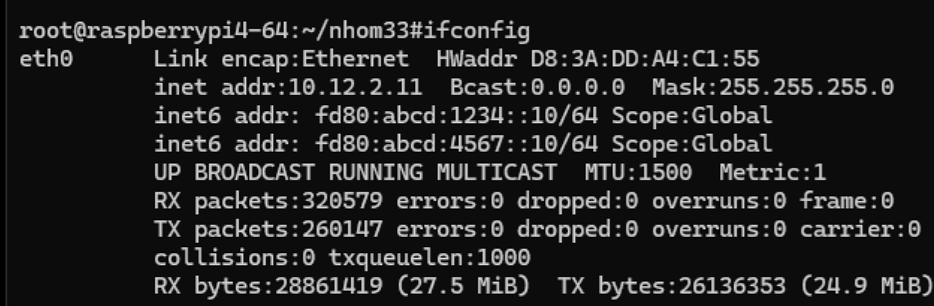 root@raspberrypi4-64:~/nhom33#ifconfig
eth0      Link encap:Ethernet  HWaddr D8:3A:DD:A4:C1:55
          inet addr:10.12.2.11  Bcast:0.0.0.0  Mask:255.255.255.0
          inet6 addr: fd80:abcd:1234::10/64 Scope:Global
          inet6 addr: fd80:abcd:4567::10/64 Scope:Global
          UP BROADCAST RUNNING MULTICAST  MTU:1500  Metric:1
          RX packets:320579 errors:0 dropped:0 overruns:0 frame:0
          TX packets:260147 errors:0 dropped:0 overruns:0 carrier:0
          collisions:0 txqueuelen:1000
          RX bytes:28861419 (27.5 MiB)  TX bytes:26136353 (24.9 MiB)